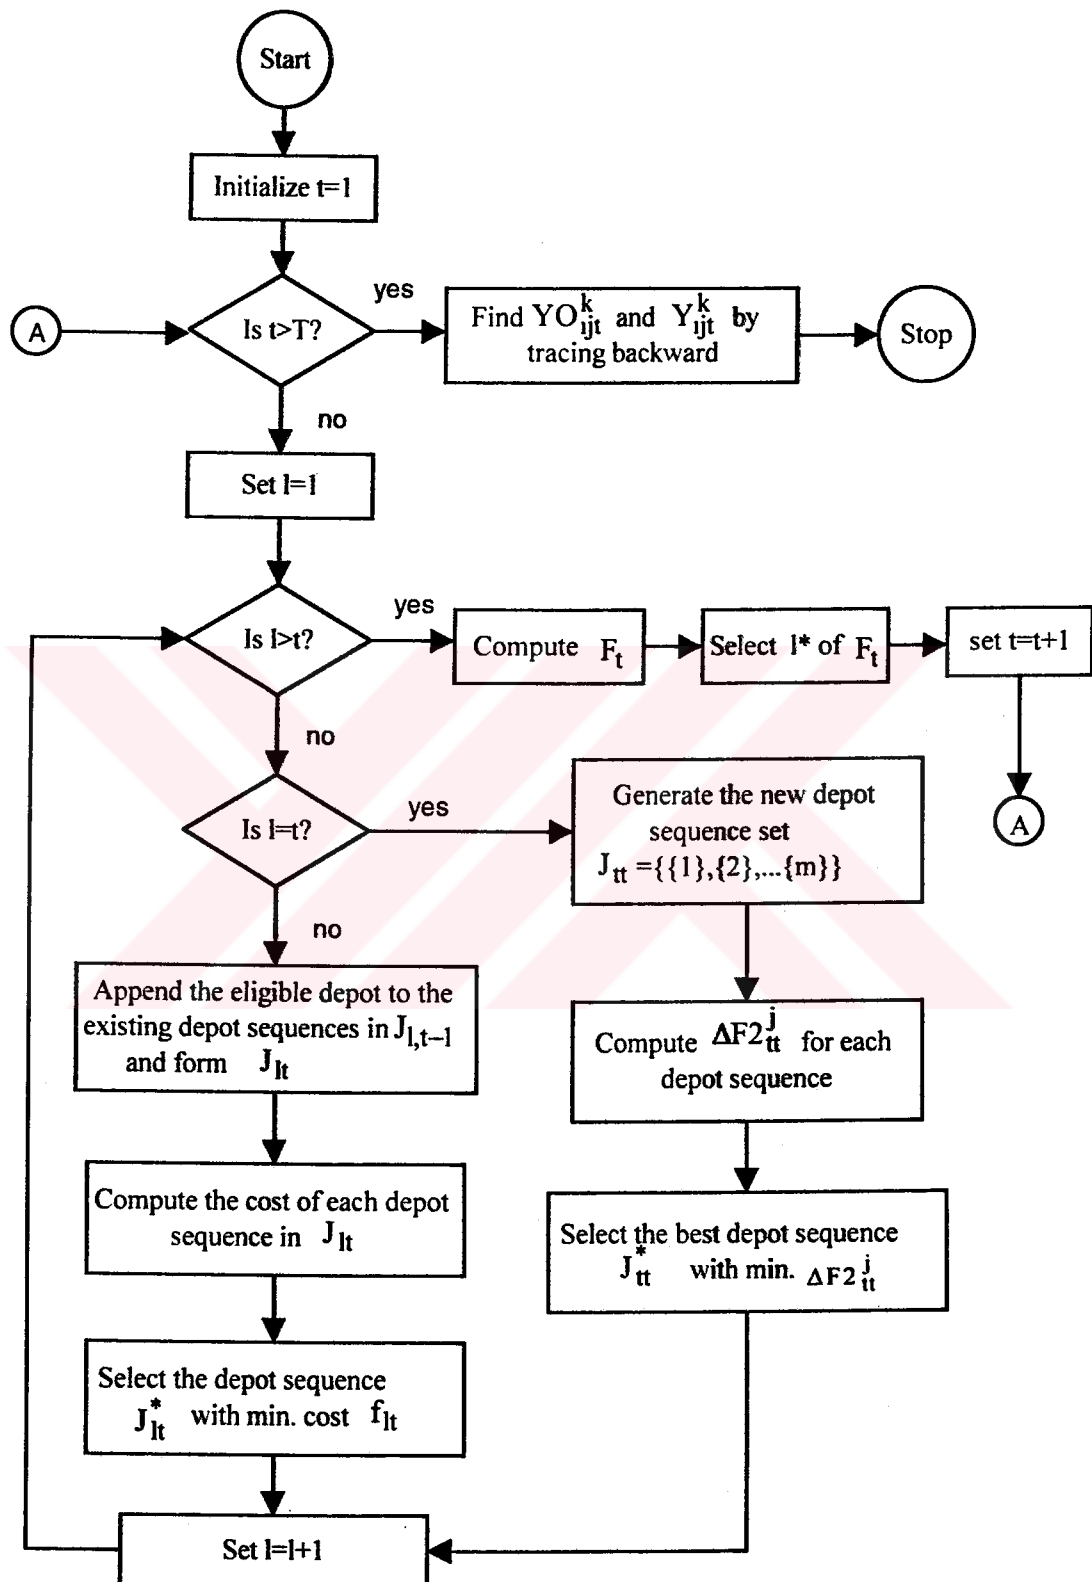 Start
Initialize t=1
A
Is t>T?
yes
Find YO^k_ijt and Y^k_ijt by
tracing backward
Stop
no
Set l=1
Is l>t?
yes
Compute F_t
Select l* of F_t
set t=t+1
no
A
Is l=t?
yes
Generate the new depot
sequence set
J_tt ={{1},{2},...{m}}
no
Append the eligible depot to the
existing depot sequences in J_l,t-1
and form J_lt
Compute ΔF2^j_tt for each
depot sequence
Compute the cost of each depot
sequence in J_lt
Select the best depot sequence
J^*_tt with min. ΔF2^j_tt
Select the depot sequence
J^*_lt with min. cost f_lt
Set l=l+1